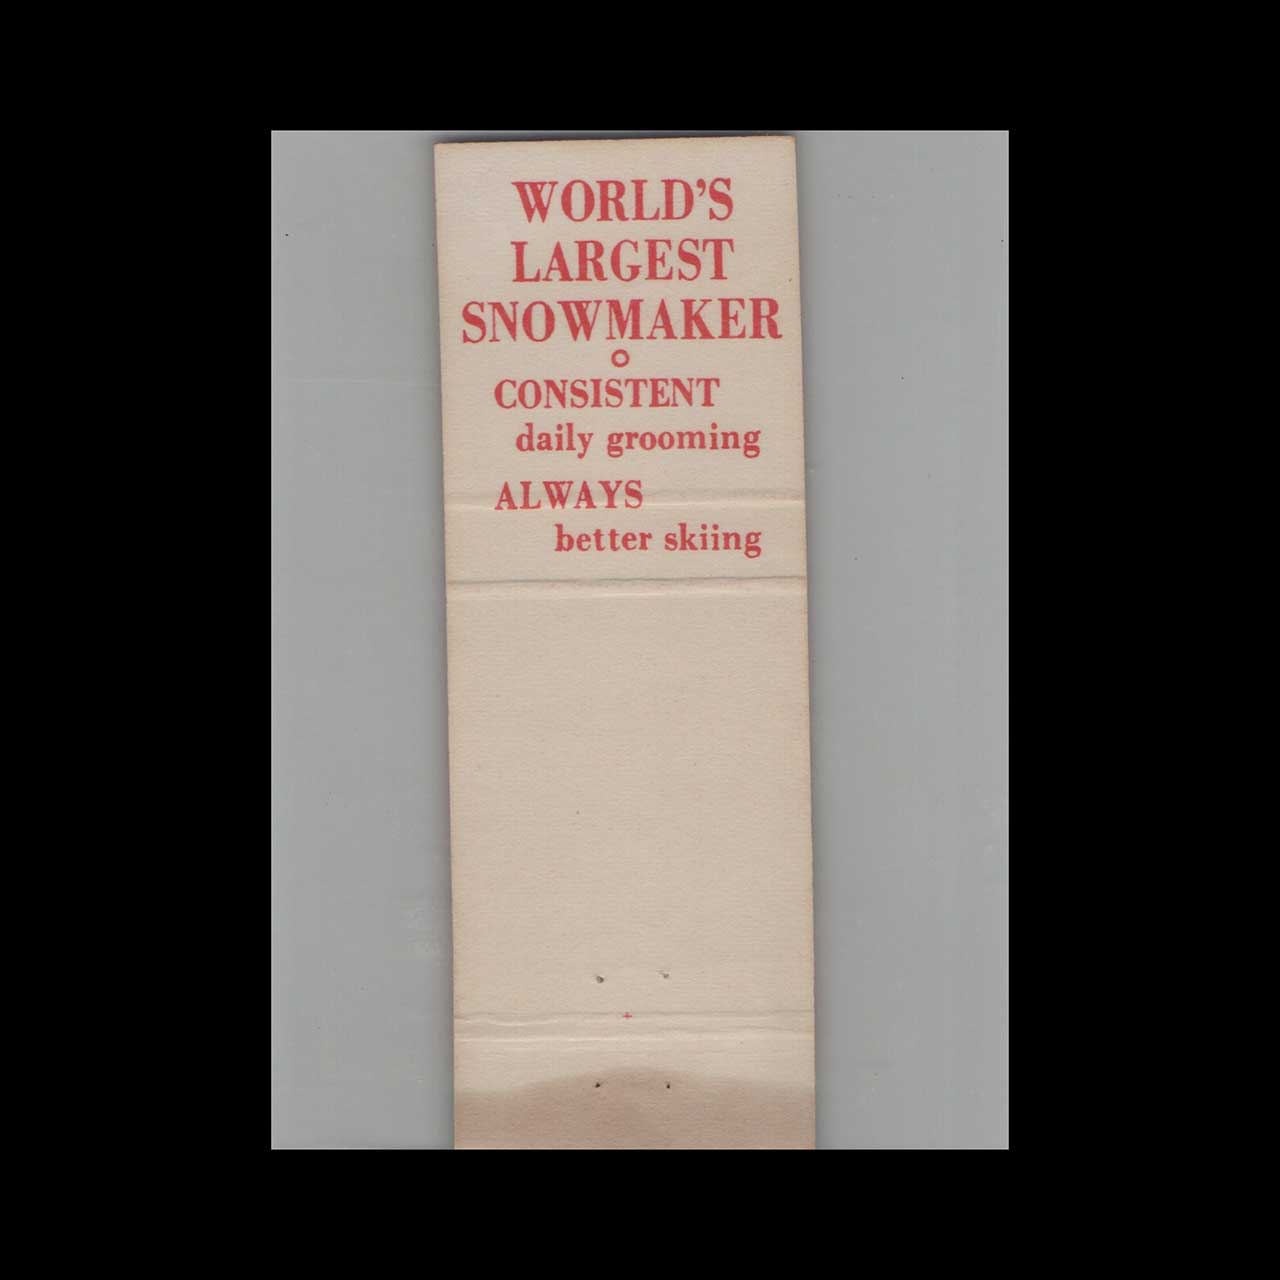 WORLD'S
LARGEST
SNOWMAKER
CONSISTENT
daily grooming
ALWAYS
better skiing